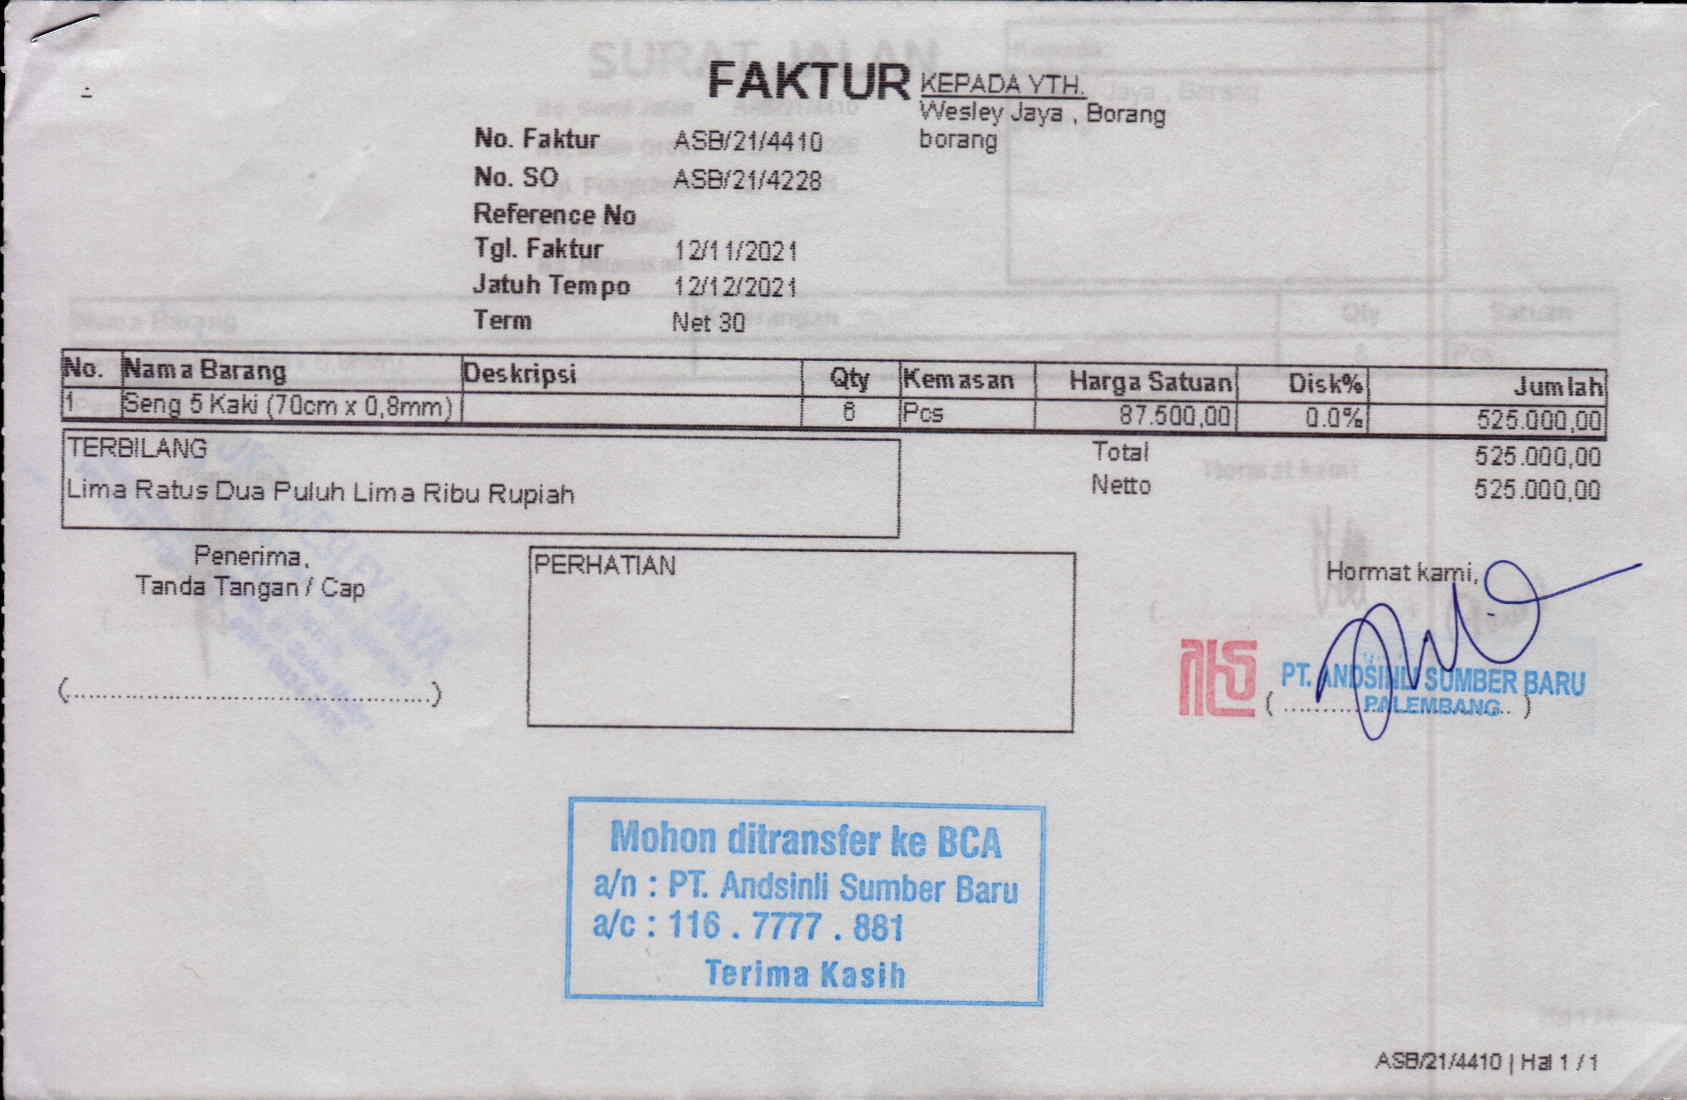 FAKTUR
KEPADA YTH.
Wesley Jaya , Borang
borang
No. Faktur ASB/21/4410
No. SO ASB/21/4228
Reference No
Tgl. Faktur 12/11/2021
Jatuh Tempo 12/12/2021
Term Net 30
No. Nama Barang Deskripsi Qty Kemasan Harga Satuan Disk% Jumlah
1 Seng 5 Kaki (70cm x 0,8mm) 6 Pcs 87.500,00 0.0% 525.000,00
TERBILANG
Lima Ratus Dua Puluh Lima Ribu Rupiah
Total 525.000,00
Netto 525.000,00
Penerima,
Tanda Tangan / Cap
PERHATIAN
Hormat kami,
PT. ANDSINLI SUMBER BARU
PALEMBANG
Mohon ditransfer ke BCA
a/n : PT. Andsinli Sumber Baru
a/c : 116 . 7777 . 881
Terima Kasih
ASB/21/4410 | Hal 1 / 1